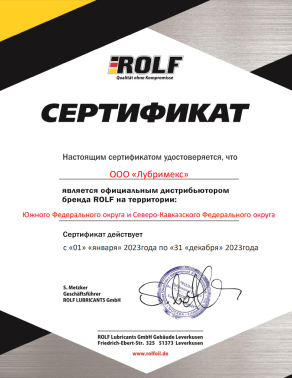 ROLF
Qualität ohne Kompromisse
СЕРТИФИКАТ
Настоящим сертификатом удостоверяется, что
ООО «Лубримекс»
является официальным дистрибьютором
бренда ROLF на территории:
Южного Федерального округа и Северо-Кавказского Федерального округа
Сертификат действует
с «01» «января» 2023года по «31 «декабря» 2023года
S. Metzker
Geschäftsführer
ROLF LUBRICANTS GmbH
ROLF Lubricants GmbH Gebäude Leverkusen
Friedrich-Ebert-Str. 325 51373 Leverkusen
www.rolfoil.de